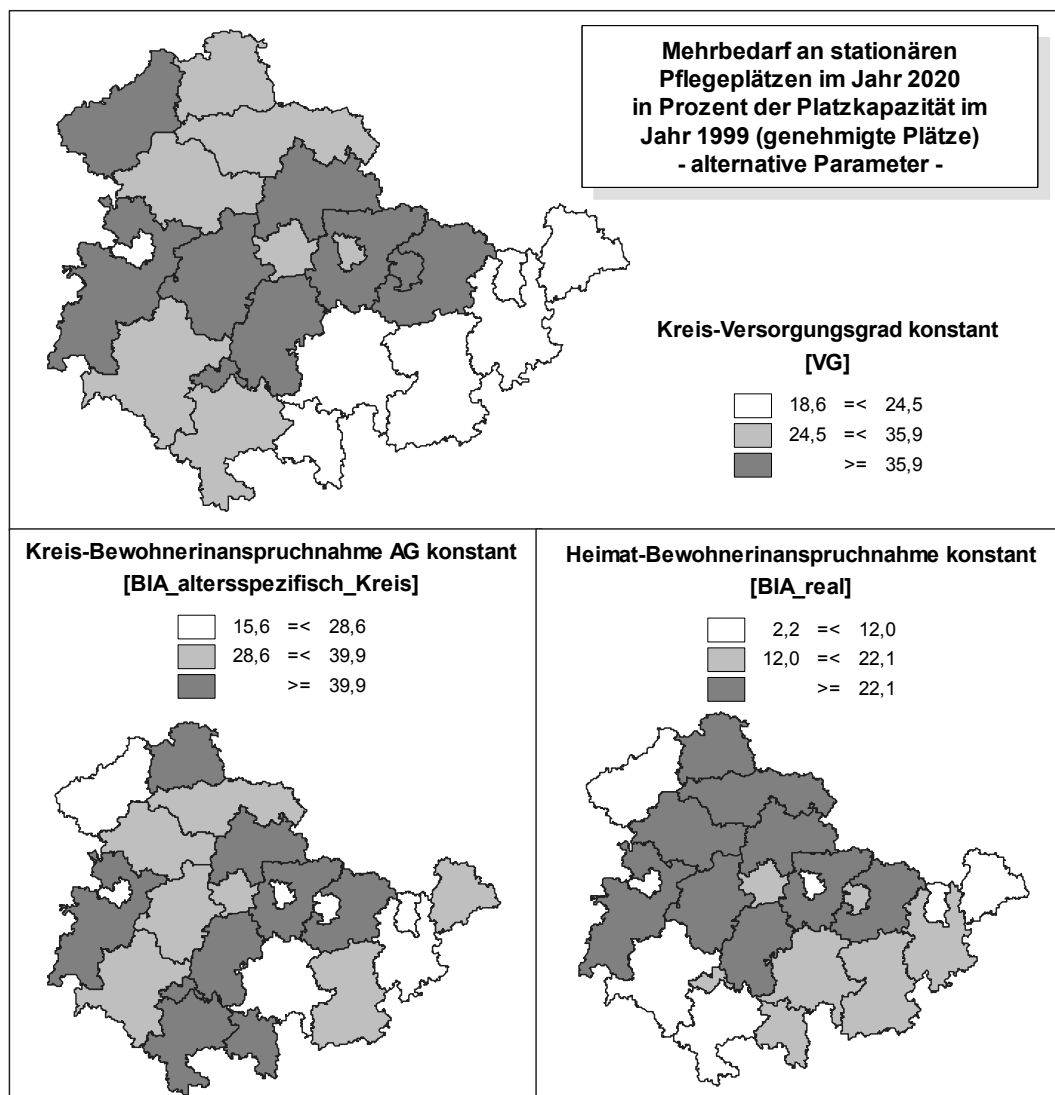 Mehrbedarf an stationären
Pflegeplätzen im Jahr 2020
in Prozent der Platzkapazität im
Jahr 1999 (genehmigte Plätze)
- alternative Parameter -
Kreis-Versorgungsgrad konstant
[VG]
18,6 =< 24,5
24,5 =< 35,9
>= 35,9
Kreis-Bewohnerinanspruchnahme AG konstant
[BIA_altersspezifisch_Kreis]
15,6 =< 28,6
28,6 =< 39,9
>= 39,9
Heimat-Bewohnerinanspruchnahme konstant
[BIA_real]
2,2 =< 12,0
12,0 =< 22,1
>= 22,1